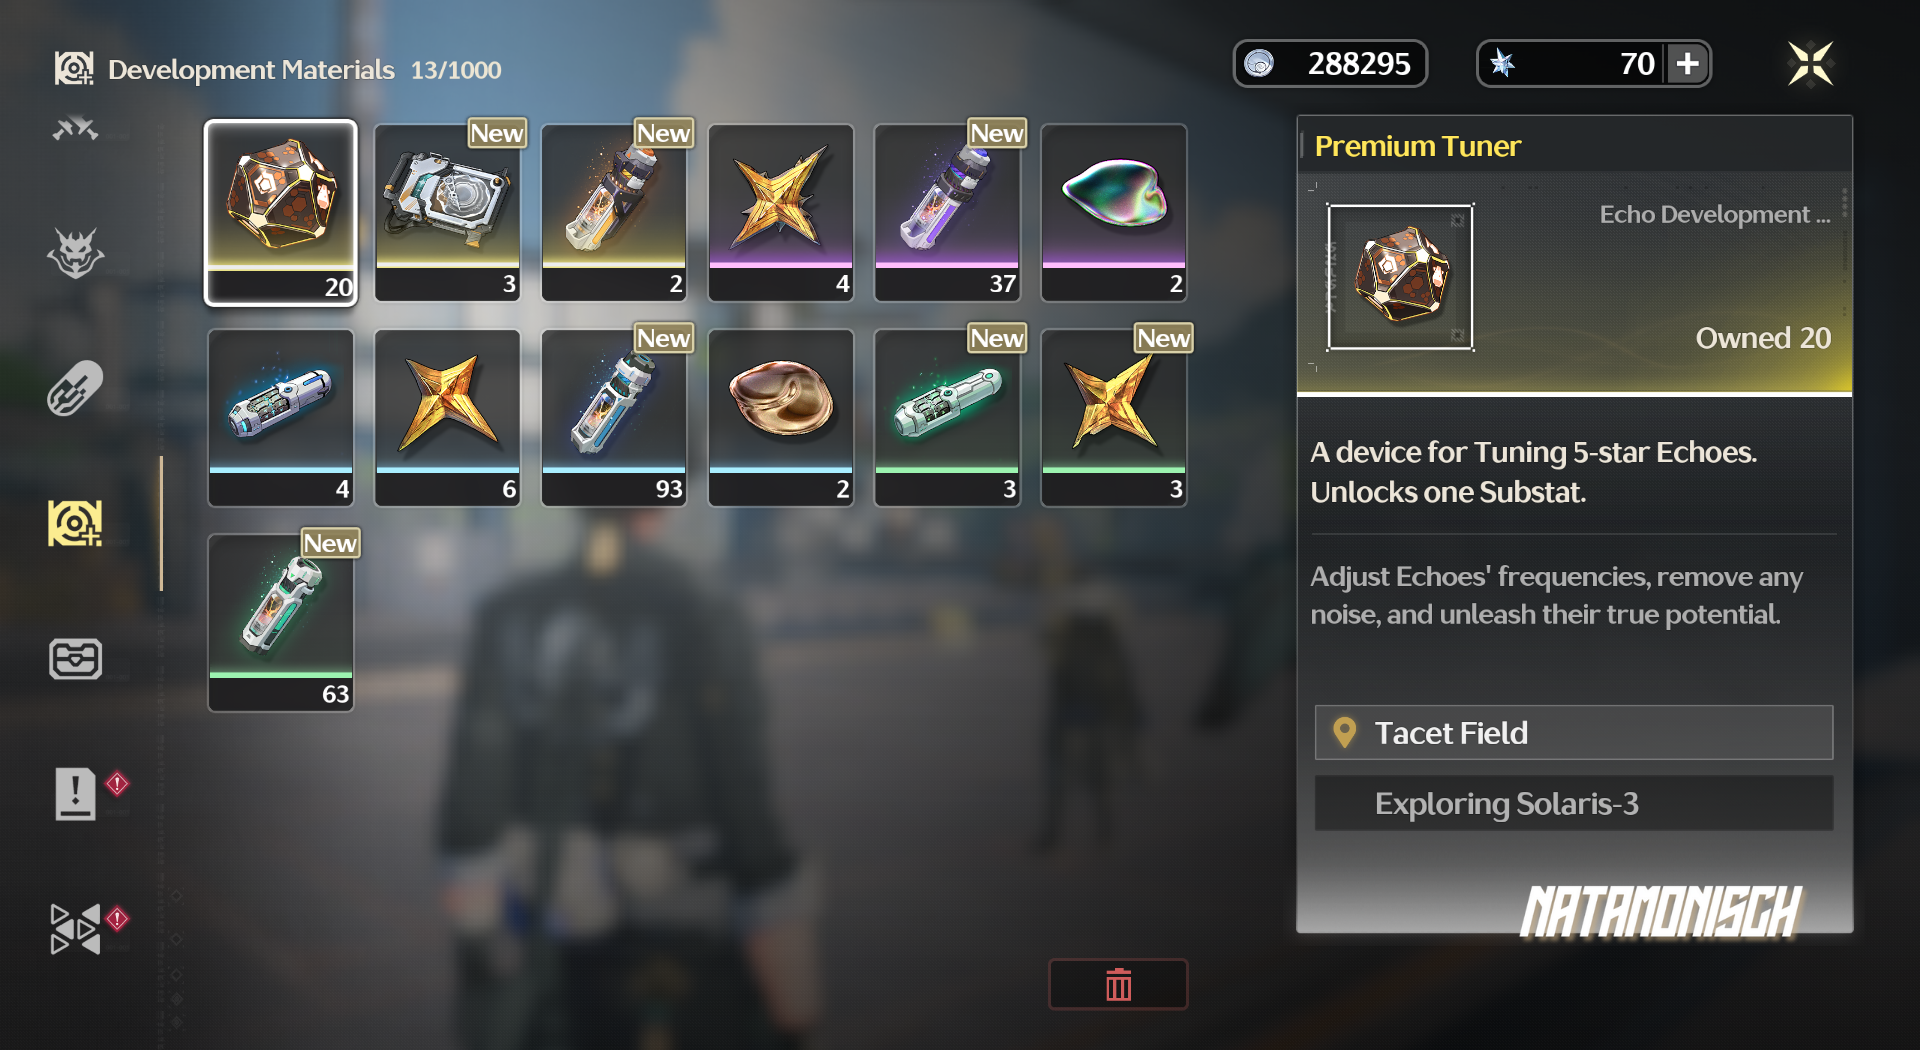 Development Materials 13/1000
288295
70
20
New
3
New
2
4
New
37
2
4
6
New
93
2
New
3
New
3
New
63
Premium Tuner
Echo Development ...
Owned 20
A device for Tuning 5-star Echoes.
Unlocks one Substat.
Adjust Echoes' frequencies, remove any
noise, and unleash their true potential.
Tacet Field
Exploring Solaris-3
NATAMONISCH